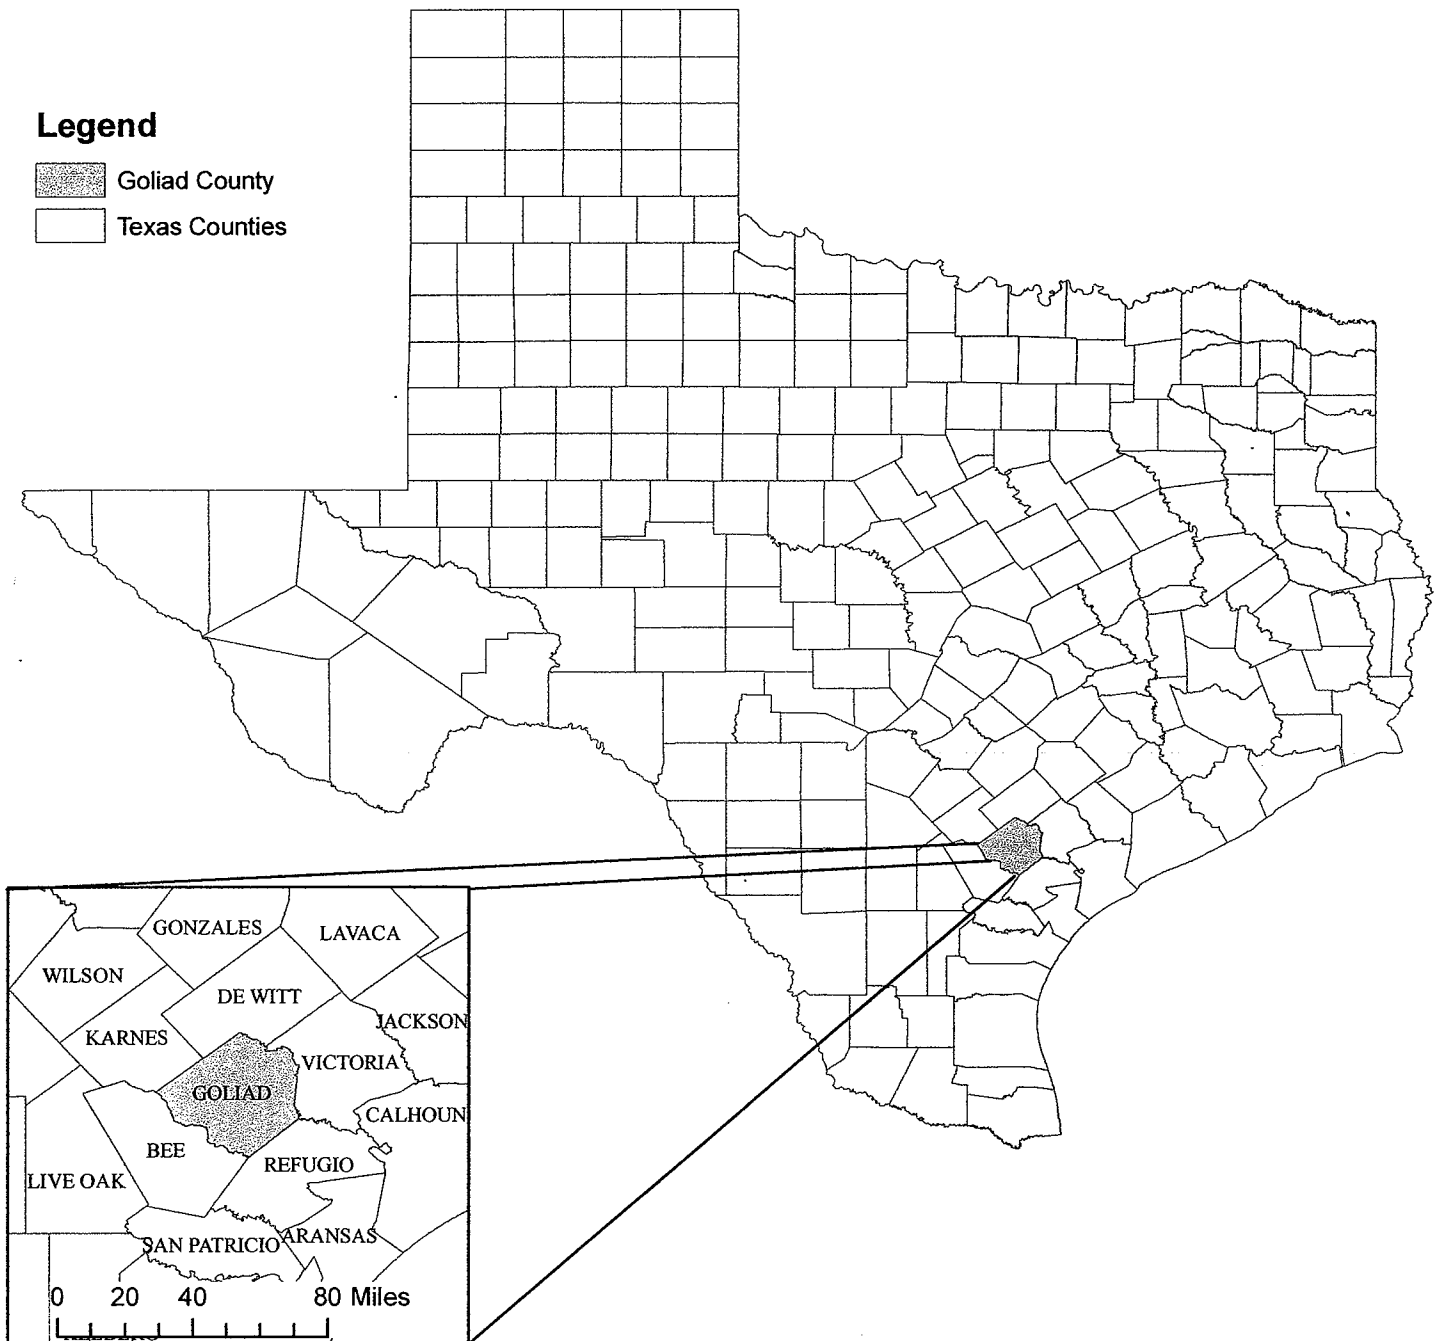 Legend
Goliad County
Texas Counties
GONZALES
LAVACA
WILSON
DE WITT
JACKSON
KARNES
VICTORIA
GOLIAD
CALHOUN
BEE
REFUGIO
LIVE OAK
ARANSAS
SAN PATRICIO
0 20 40 80 Miles